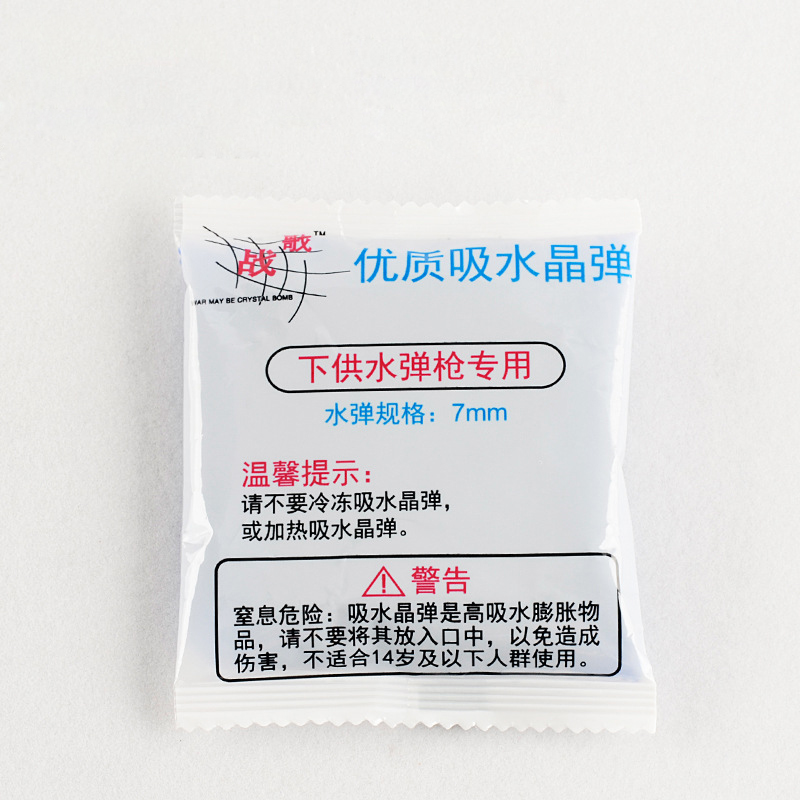 战歌™
WAR MAY BE CRYSTAL BOMB
优质吸水晶弹
下供水弹枪专用
水弹规格：7mm
温馨提示：
请不要冷冻吸水晶弹，
或加热吸水晶弹。
警告
窒息危险：吸水晶弹是高吸水膨胀物
品，请不要将其放入口中，以免造成
伤害，不适合14岁及以下人群使用。